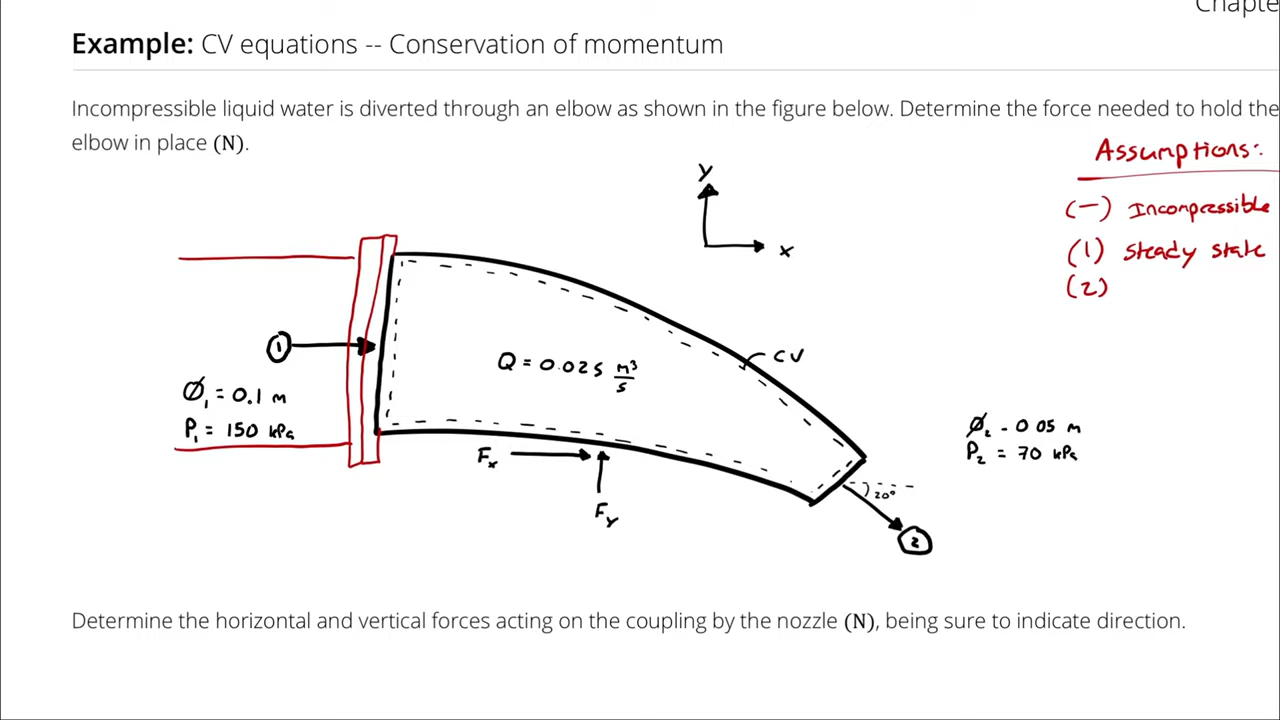 Chapte
Example: CV equations -- Conservation of momentum
Incompressible liquid water is diverted through an elbow as shown in the figure below. Determine the force needed to hold the
elbow in place (N).
Assumptions:
(-) Incompressible
(1) Steady State
(2)
y
x
1
Q = 0.025 m³/s
CV
Ø₁ = 0.1 m
P₁ = 150 kPa
Ø₂ - 0 05 m
P₂ = 70 kPa
Fx
Fy
20°
2
Determine the horizontal and vertical forces acting on the coupling by the nozzle (N), being sure to indicate direction.